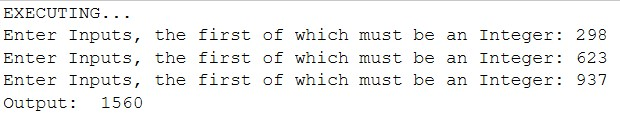 EXECUTING...
Enter Inputs, the first of which must be an Integer: 298
Enter Inputs, the first of which must be an Integer: 623
Enter Inputs, the first of which must be an Integer: 937
Output:  1560